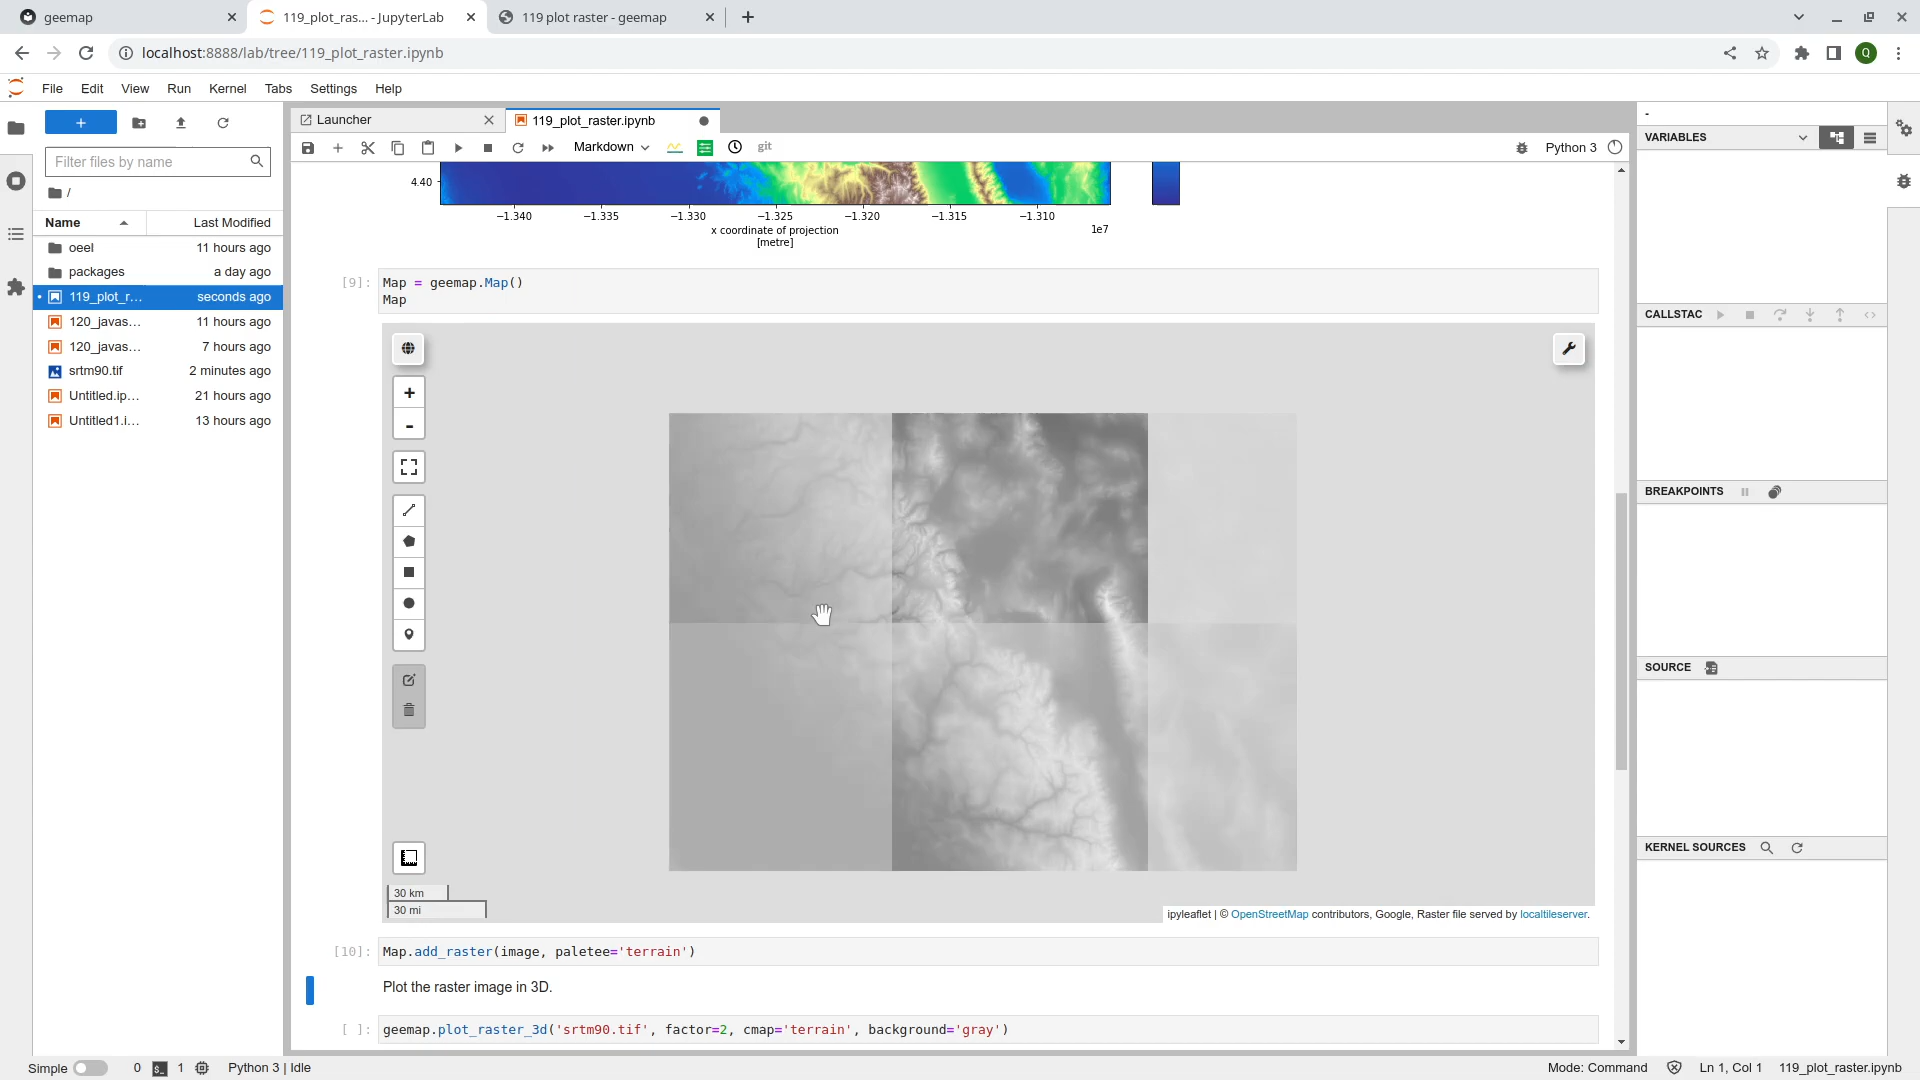 geemap
119_plot_ras... - JupyterLab
119 plot raster - geemap
localhost:8888/lab/tree/119_plot_raster.ipynb
Q
File Edit View Run Kernel Tabs Settings Help
Launcher
119_plot_raster.ipynb
-
+
Markdown
git
Python 3
VARIABLES
Filter files by name
/
Name
Last Modified
oeel 11 hours ago
packages a day ago
119_plot_r... seconds ago
120_javas... 11 hours ago
120_javas... 7 hours ago
srtm90.tif 2 minutes ago
Untitled.ip... 21 hours ago
Untitled1.i... 13 hours ago
4.40
−1.340 −1.335 −1.330 −1.325 −1.320 −1.315 −1.310
x coordinate of projection
[metre]
1e7
[9]:
Map = geemap.Map()
Map
+
-
30 km
30 mi
ipyleaflet | © OpenStreetMap contributors, Google, Raster file served by localtileserver.
[10]:
Map.add_raster(image, paletee='terrain')
Plot the raster image in 3D.
[ ]:
geemap.plot_raster_3d('srtm90.tif', factor=2, cmap='terrain', background='gray')
CALLSTAC
BREAKPOINTS
SOURCE
KERNEL SOURCES
Simple
0
$_
1
Python 3 | Idle
Mode: Command
Ln 1, Col 1
119_plot_raster.ipynb